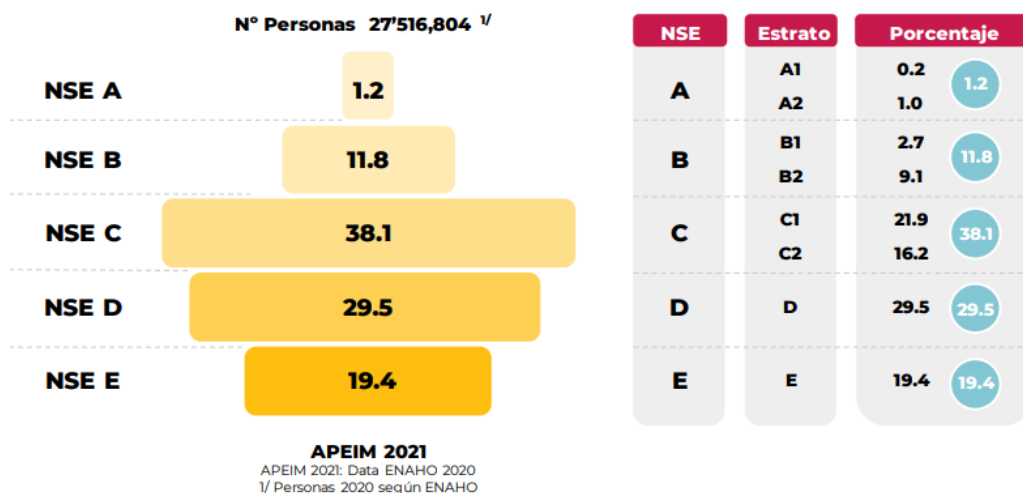 Nº Personas 27'516,804 1/
NSE A 1.2
NSE B 11.8
NSE C 38.1
NSE D 29.5
NSE E 19.4
APEIM 2021
APEIM 2021: Data ENAHO 2020
1/ Personas 2020 según ENAHO
NSE Estrato Porcentaje
A1 0.2
A 1.2
A2 1.0
B1 2.7
B 11.8
B2 9.1
C1 21.9
C 38.1
C2 16.2
D D 29.5 29.5
E E 19.4 19.4